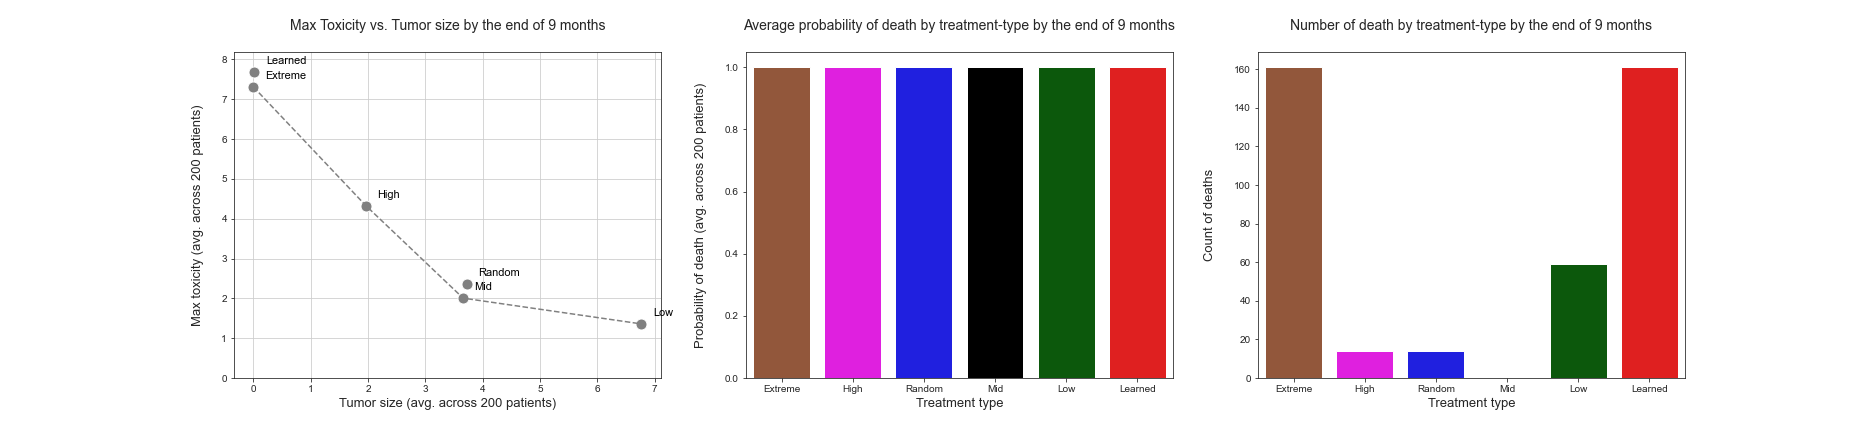 Max Toxicity vs. Tumor size by the end of 9 months
Max toxicity (avg. across 200 patients)
8
7
6
5
4
3
2
1
0
Learned
Extreme
High
Random
Mid
Low
0 1 2 3 4 5 6 7
Tumor size (avg. across 200 patients)
Average probability of death by treatment-type by the end of 9 months
Probability of death (avg. across 200 patients)
1.0
0.8
0.6
0.4
0.2
0.0
Extreme High Random Mid Low Learned
Treatment type
Number of death by treatment-type by the end of 9 months
Count of deaths
160
140
120
100
80
60
40
20
0
Extreme High Random Mid Low Learned
Treatment type